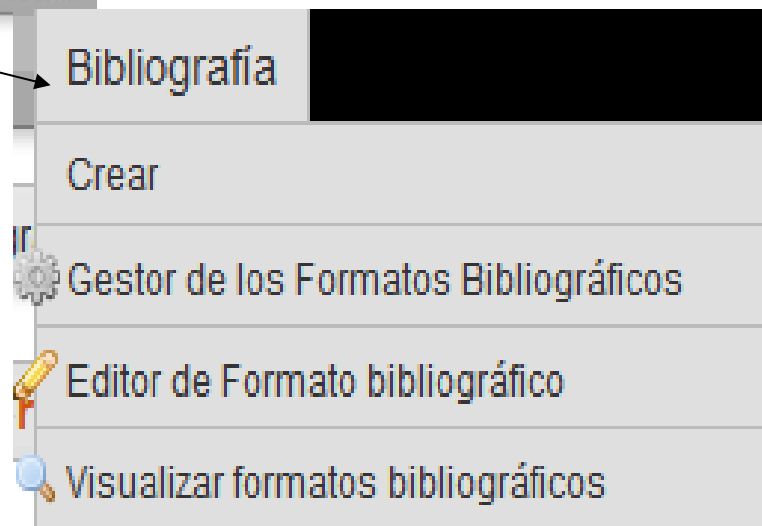 Bibliografía
Crear
Gestor de los Formatos Bibliográficos
Editor de Formato bibliográfico
Visualizar formatos bibliográficos